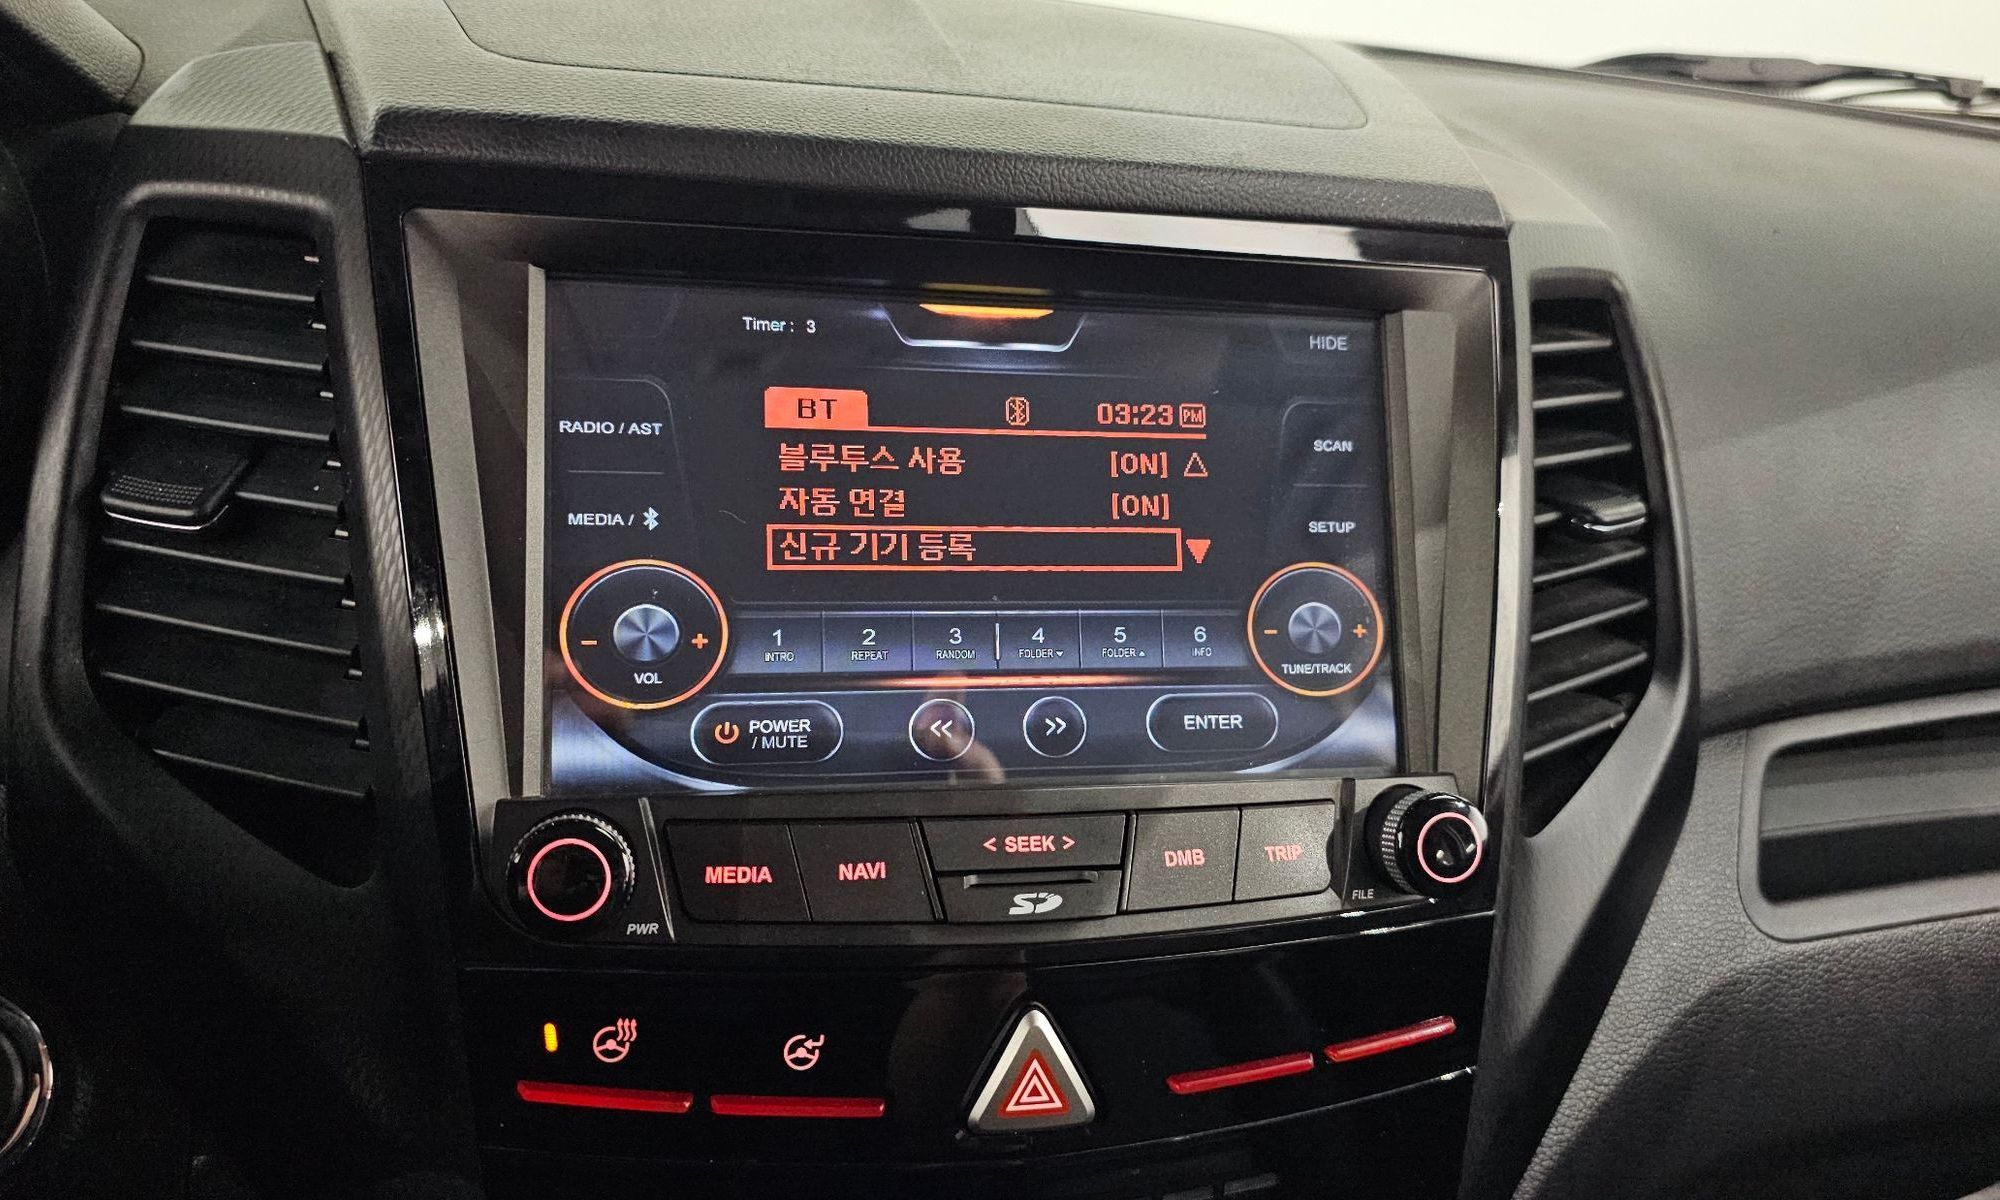 Timer : 3
HIDE
BT 03:23 PM
RADIO / AST
블루투스 사용 [ON]
SCAN
자동 연결 [ON]
MEDIA /
SETUP
신규 기기 등록
- + VOL
1 INTRO
2 REPEAT
3 RANDOM
4 FOLDER
5 FOLDER
6 INFO
- + TUNE/TRACK
POWER
/ MUTE
<<
>>
ENTER
PWR
MEDIA
NAVI
< SEEK >
SD
DMB
TRIP
FILE